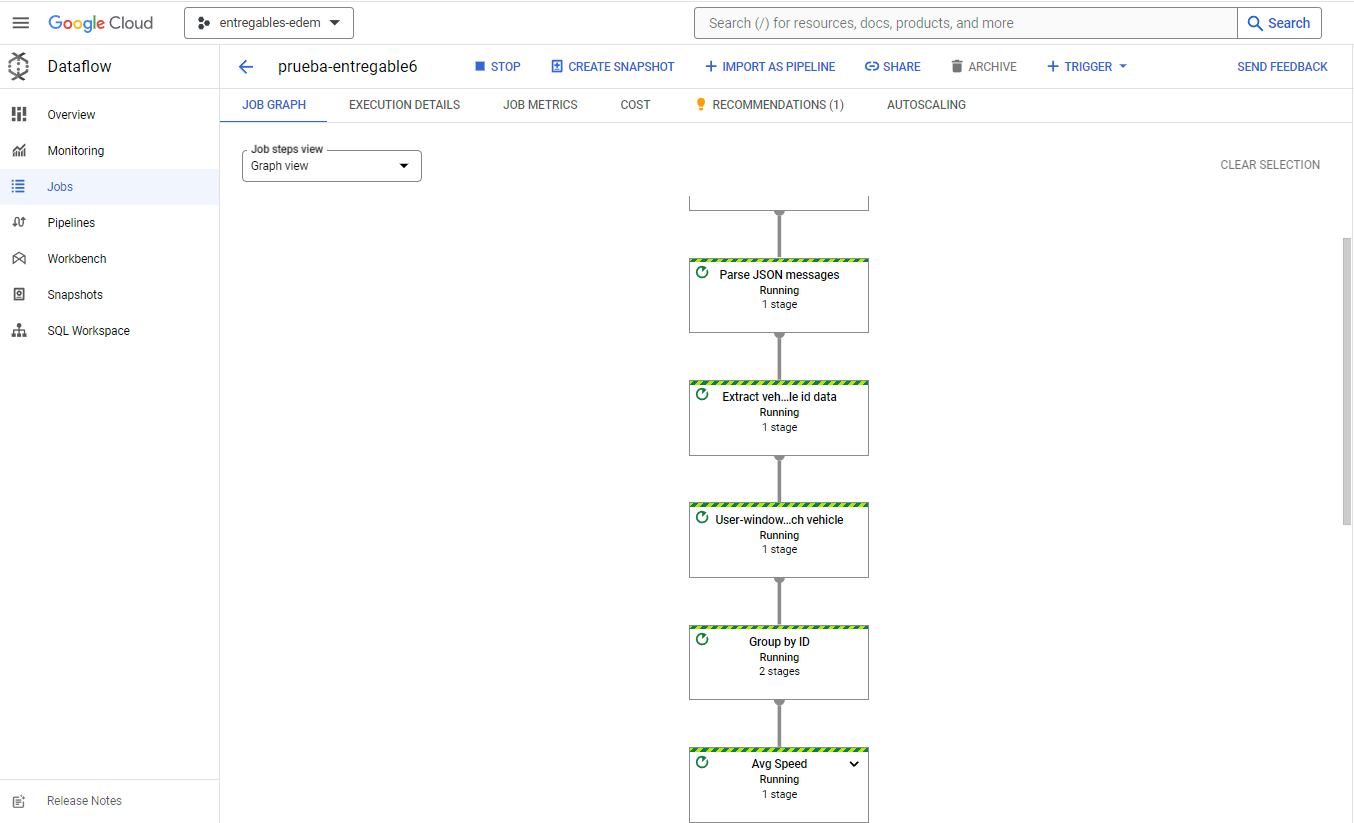 Google Cloud
entregables-edem
Search (/) for resources, docs, products, and more
Search
Dataflow
prueba-entregable6
STOP
CREATE SNAPSHOT
IMPORT AS PIPELINE
SHARE
ARCHIVE
TRIGGER
SEND FEEDBACK
JOB GRAPH
EXECUTION DETAILS
JOB METRICS
COST
RECOMMENDATIONS (1)
AUTOSCALING
Overview
Monitoring
Jobs
Pipelines
Workbench
Snapshots
SQL Workspace
Release Notes
Job steps view
Graph view
CLEAR SELECTION
Parse JSON messages
Running
1 stage
Extract veh...le id data
Running
1 stage
User-window...ch vehicle
Running
1 stage
Group by ID
Running
2 stages
Avg Speed
Running
1 stage